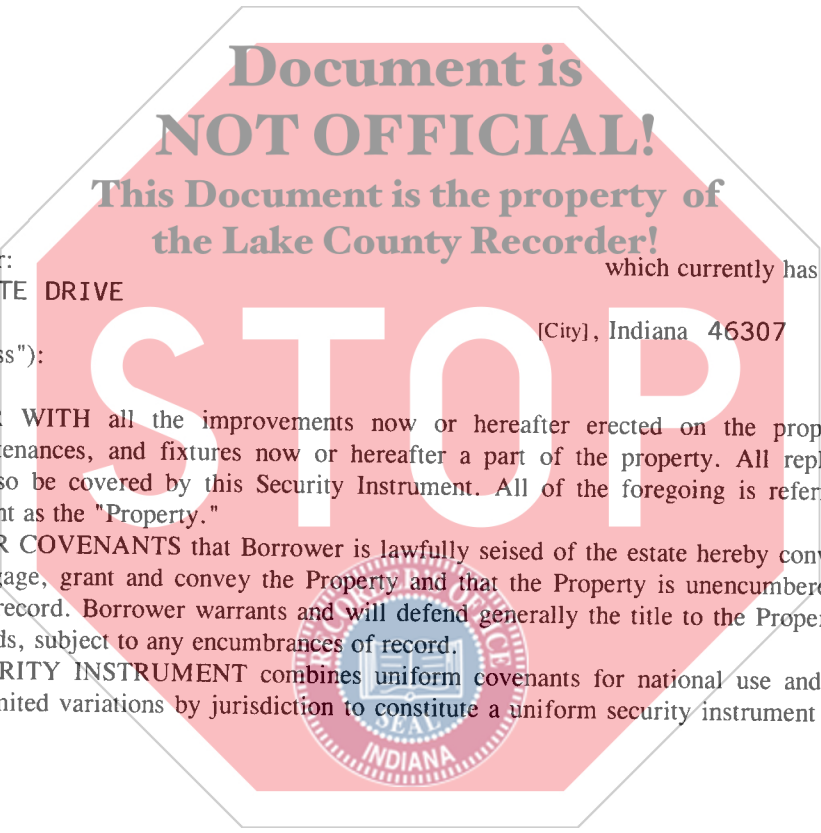 Document is
NOT OFFICIAL!
This Document is the property of
the Lake County Recorder!
r:
which currently has
TE DRIVE
[City], Indiana 46307
ss"):
STOP
R WITH all the improvements now or hereafter erected on the prop
tenances, and fixtures now or hereafter a part of the property. All repl
so be covered by this Security Instrument. All of the foregoing is referr
nt as the "Property."
R COVENANTS that Borrower is lawfully seised of the estate hereby conv
gage, grant and convey the Property and that the Property is unencumbere
record. Borrower warrants and will defend generally the title to the Proper
ds, subject to any encumbrances of record.
RITY INSTRUMENT combines uniform covenants for national use and
mited variations by jurisdiction to constitute a uniform security instrument
RECORDER'S OFFICE
SEAL
INDIANA